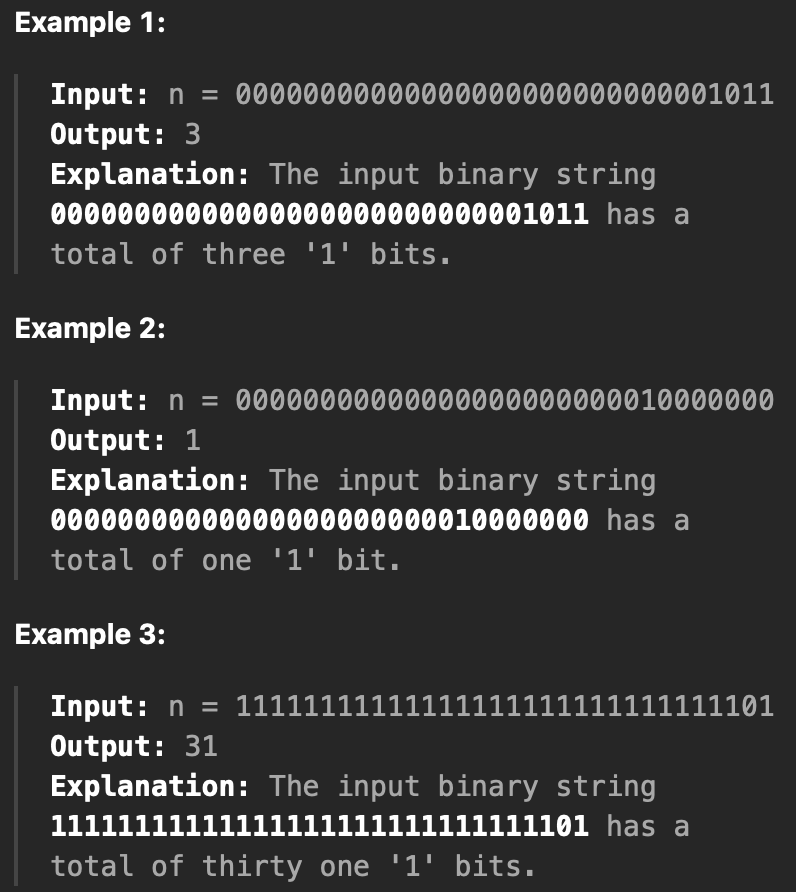 Example 1:
Input: n = 00000000000000000000000000001011
Output: 3
Explanation: The input binary string
00000000000000000000000000001011 has a
total of three '1' bits.
Example 2:
Input: n = 00000000000000000000000010000000
Output: 1
Explanation: The input binary string
00000000000000000000000010000000 has a
total of one '1' bit.
Example 3:
Input: n = 11111111111111111111111111111101
Output: 31
Explanation: The input binary string
11111111111111111111111111111101 has a
total of thirty one '1' bits.